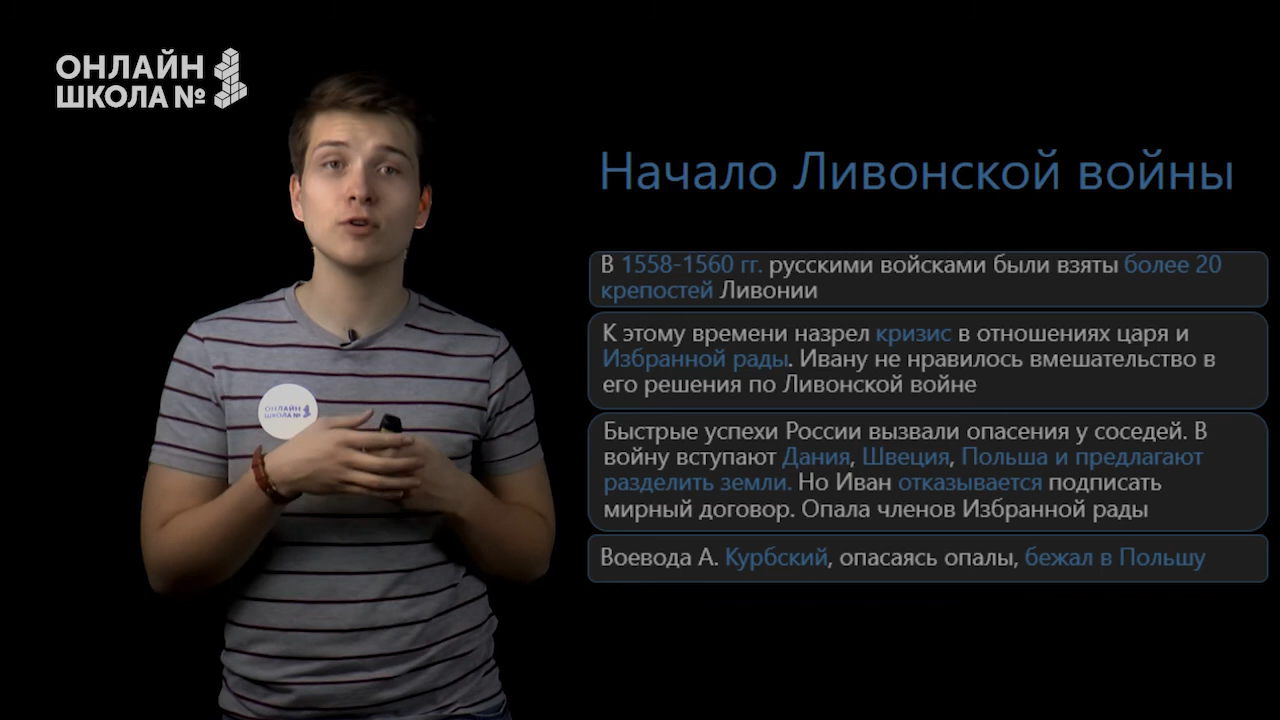 ОНЛАЙН
ШКОЛА №
Начало Ливонской войны
В 1558-1560 гг. русскими войсками были взяты более 20
крепостей Ливонии
К этому времени назрел кризис в отношениях царя и
Избранной рады. Ивану не нравилось вмешательство в
его решения по Ливонской войне
Быстрые успехи России вызвали опасения у соседей. В
войну вступают Дания, Швеция, Польша и предлагают
разделить земли. Но Иван отказывается подписать
мирный договор. Опала членов Избранной рады
Воевода А. Курбский, опасаясь опалы, бежал в Польшу
ОНЛАЙН
ШКОЛА №